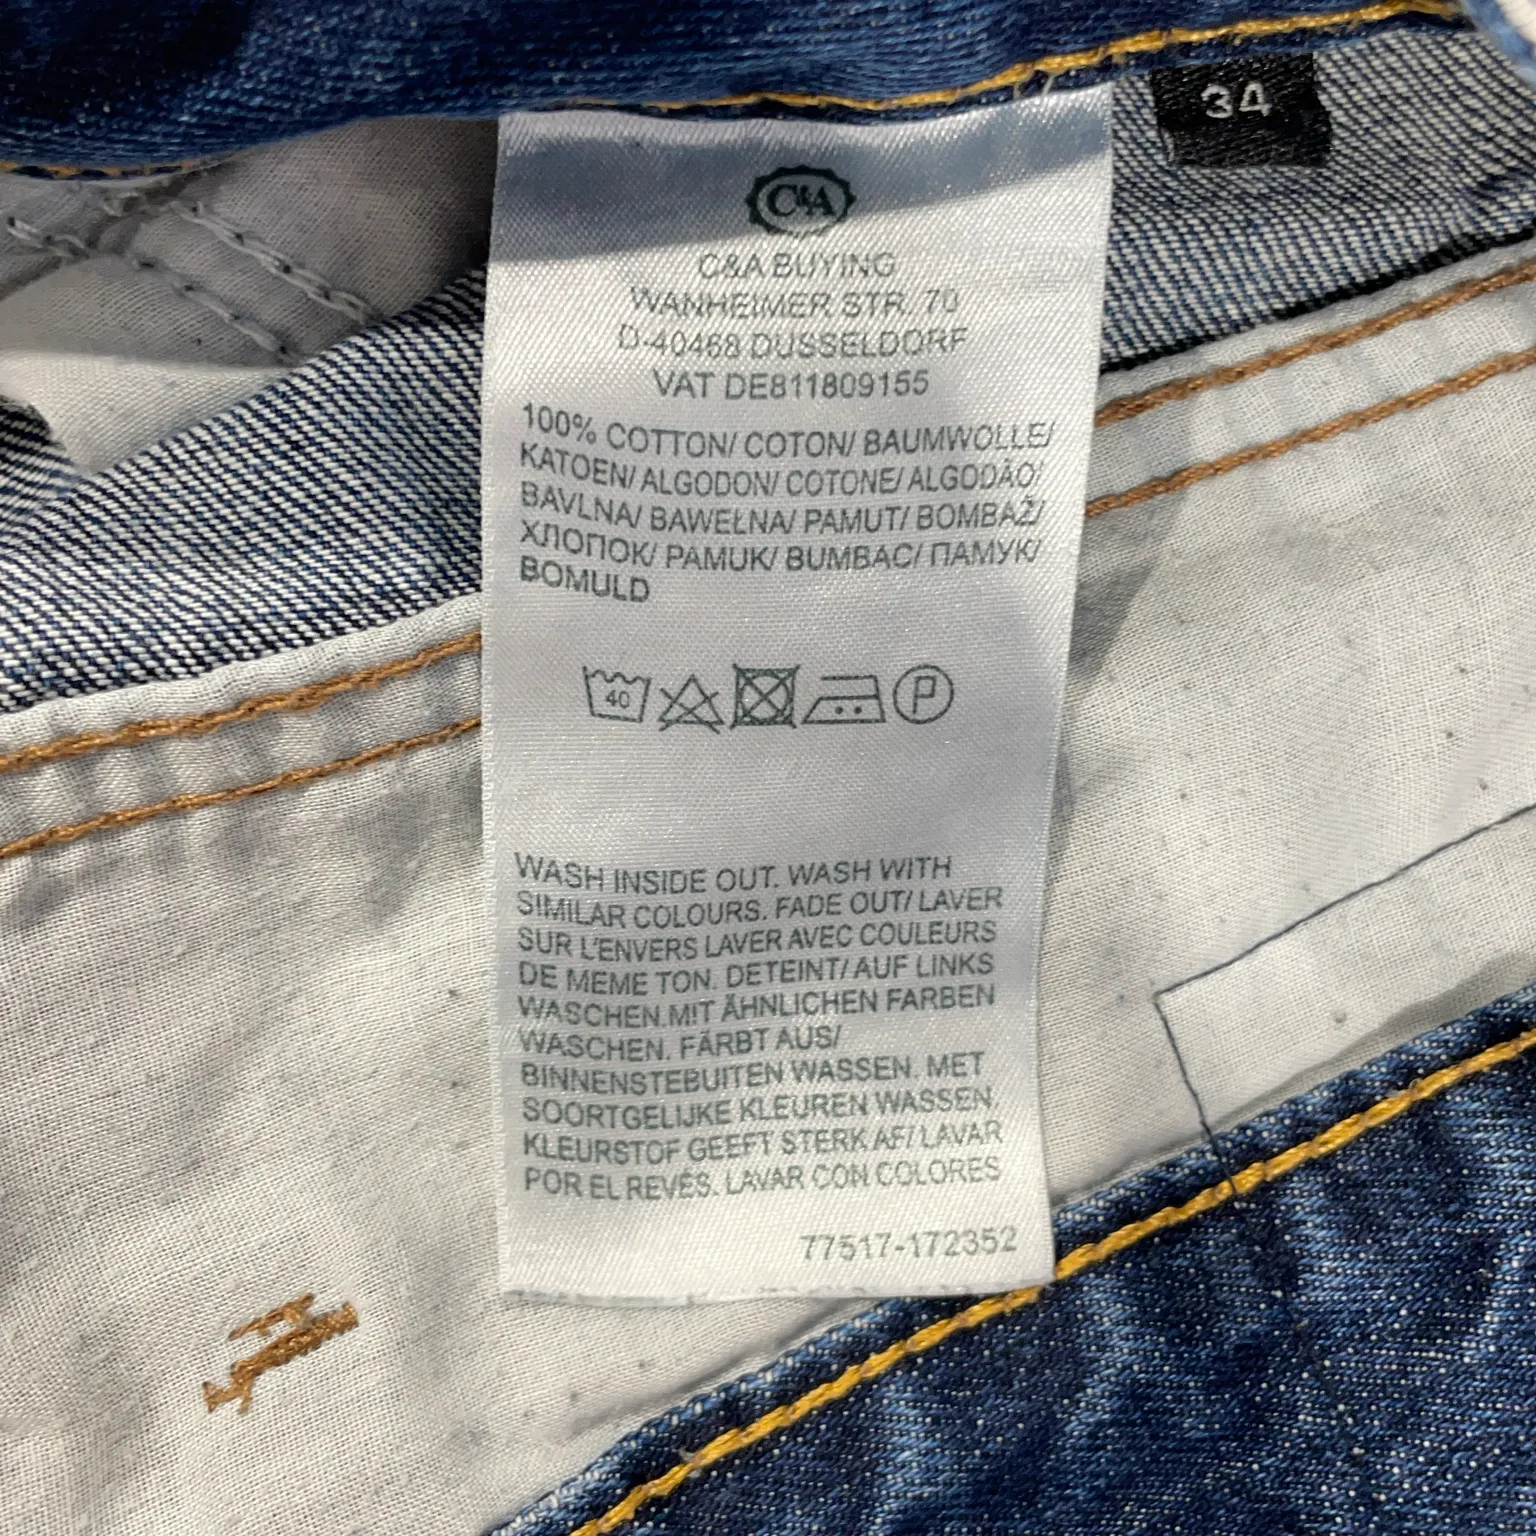 34
C&A
C&A BUYING
WANHEIMER STR. 70
D-40468 DUSSELDORF
VAT DE811809155
100% COTTON/ COTON/ BAUMWOLLE/
KATOEN/ ALGODON/ COTONE/ ALGODÃO/
BAVLNA/ BAWEŁNA/ PAMUT/ BOMBAŽ/
ХЛОПОК/ PAMUK/ BUMBAC/ ПАМУК/
BOMULD
40
P
WASH INSIDE OUT. WASH WITH
SIMILAR COLOURS. FADE OUT/ LAVER
SUR L'ENVERS LAVER AVEC COULEURS
DE MEME TON. DETEINT/ AUF LINKS
WASCHEN.MIT ÄHNLICHEN FARBEN
WASCHEN. FÄRBT AUS/
BINNENSTEBUITEN WASSEN. MET
SOORTGELIJKE KLEUREN WASSEN.
KLEURSTOF GEEFT STERK AF/ LAVAR
POR EL REVÉS. LAVAR CON COLORES
77517-172352